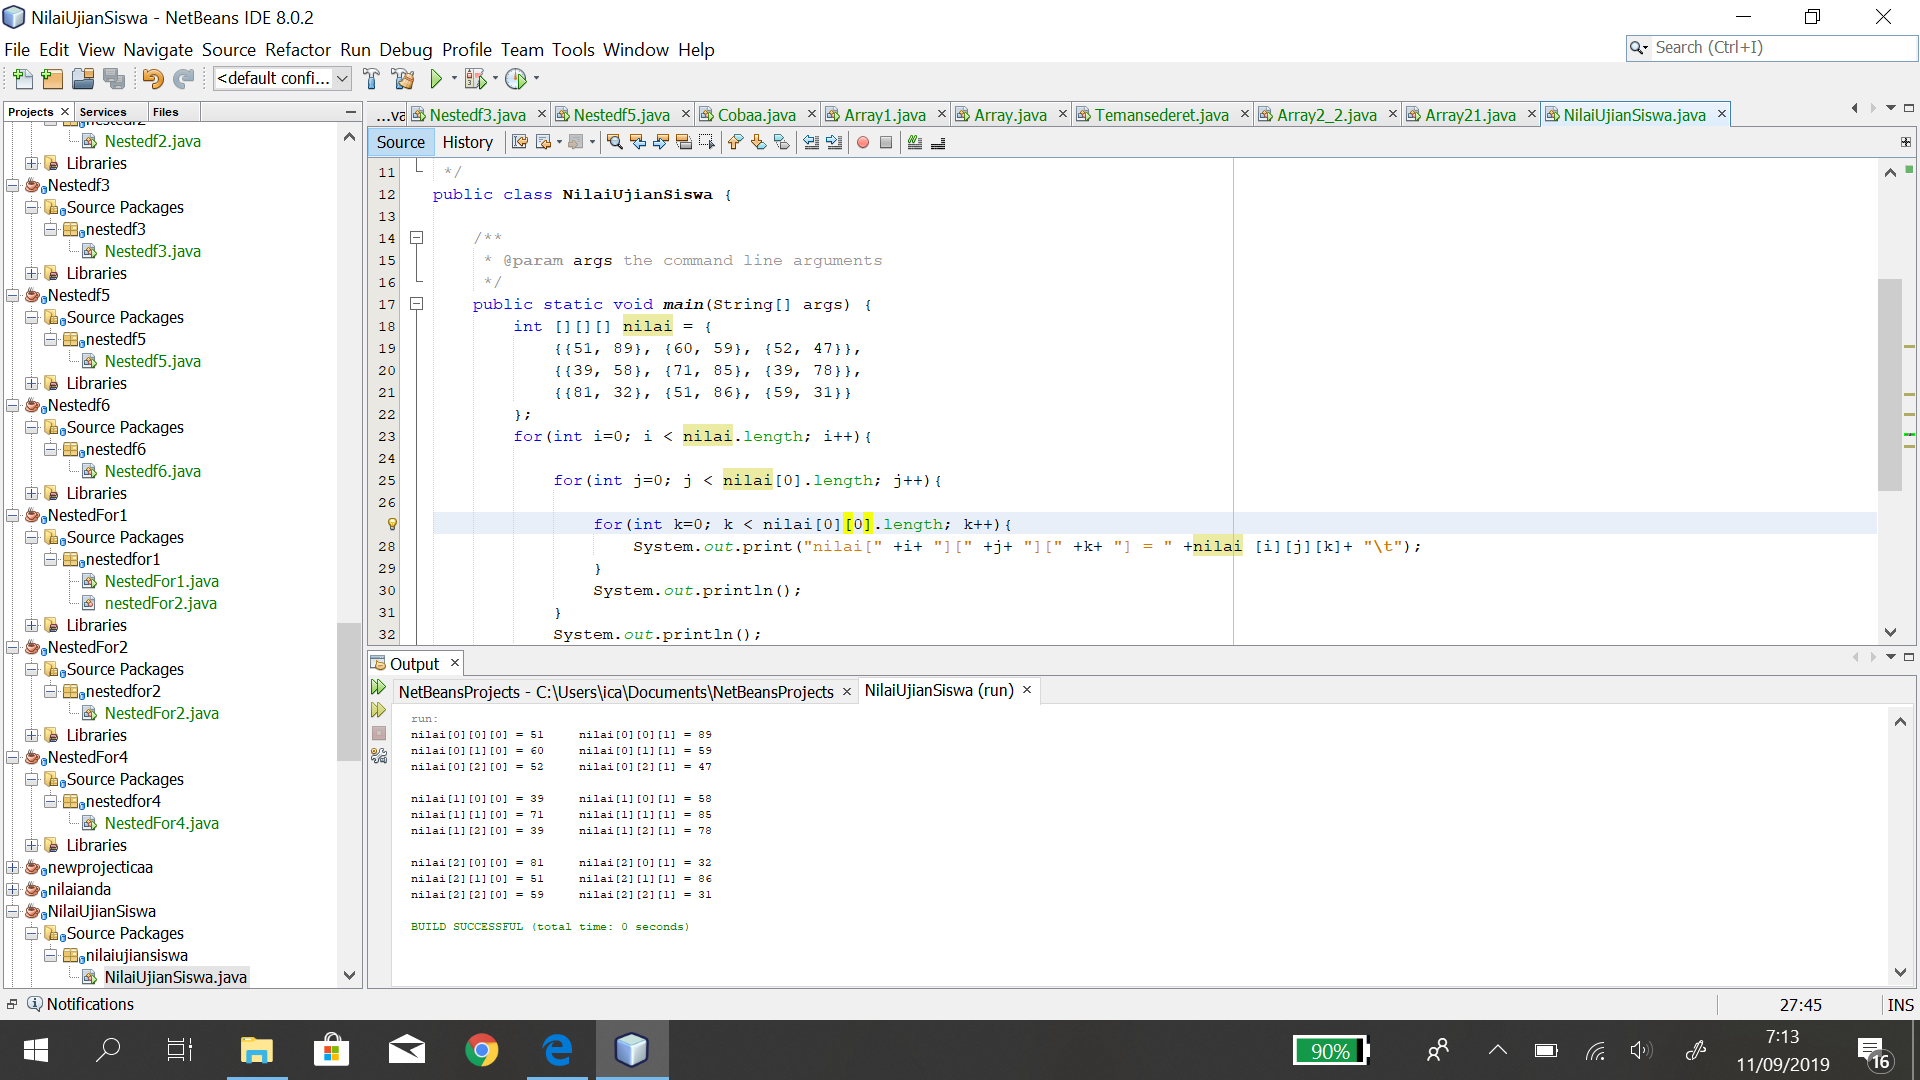 NilaiUjianSiswa - NetBeans IDE 8.0.2
File Edit View Navigate Source Refactor Run Debug Profile Team Tools Window Help
Search (Ctrl+I)
<default confi...
Projects Services Files
Nestedf2.java
Libraries
Nestedf3
Source Packages
nestedf3
Nestedf3.java
Libraries
Nestedf5
Source Packages
nestedf5
Nestedf5.java
Libraries
Nestedf6
Source Packages
nestedf6
Nestedf6.java
Libraries
NestedFor1
Source Packages
nestedfor1
NestedFor1.java
nestedFor2.java
Libraries
NestedFor2
Source Packages
nestedfor2
NestedFor2.java
Libraries
NestedFor4
Source Packages
nestedfor4
NestedFor4.java
Libraries
newprojecticaa
nilaianda
NilaiUjianSiswa
Source Packages
nilaiujiansiswa
NilaiUjianSiswa.java
...va Nestedf3.java Nestedf5.java Cobaa.java Array1.java Array.java Temansederet.java Array2_2.java Array21.java NilaiUjianSiswa.java
Source History
11 */
12 public class NilaiUjianSiswa {
13
14 /**
15 * @param args the command line arguments
16 */
17 public static void main(String[] args) {
18 int [][][] nilai = {
19 {{51, 89}, {60, 59}, {52, 47}},
20 {{39, 58}, {71, 85}, {39, 78}},
21 {{81, 32}, {51, 86}, {59, 31}}
22 };
23 for(int i=0; i < nilai.length; i++){
24
25 for(int j=0; j < nilai[0].length; j++){
26
for(int k=0; k < nilai[0][0].length; k++){
28 System.out.print("nilai[" +i+ "][" +j+ "][" +k+ "] = " +nilai [i][j][k]+ "\t");
29 }
30 System.out.println();
31 }
32 System.out.println();
Output
NetBeansProjects - C:\Users\ica\Documents\NetBeansProjects NilaiUjianSiswa (run)
run:
nilai[0][0][0] = 51 nilai[0][0][1] = 89
nilai[0][1][0] = 60 nilai[0][1][1] = 59
nilai[0][2][0] = 52 nilai[0][2][1] = 47
nilai[1][0][0] = 39 nilai[1][0][1] = 58
nilai[1][1][0] = 71 nilai[1][1][1] = 85
nilai[1][2][0] = 39 nilai[1][2][1] = 78
nilai[2][0][0] = 81 nilai[2][0][1] = 32
nilai[2][1][0] = 51 nilai[2][1][1] = 86
nilai[2][2][0] = 59 nilai[2][2][1] = 31
BUILD SUCCESSFUL (total time: 0 seconds)
Notifications
27:45 INS
90%
7:13
11/09/2019
16